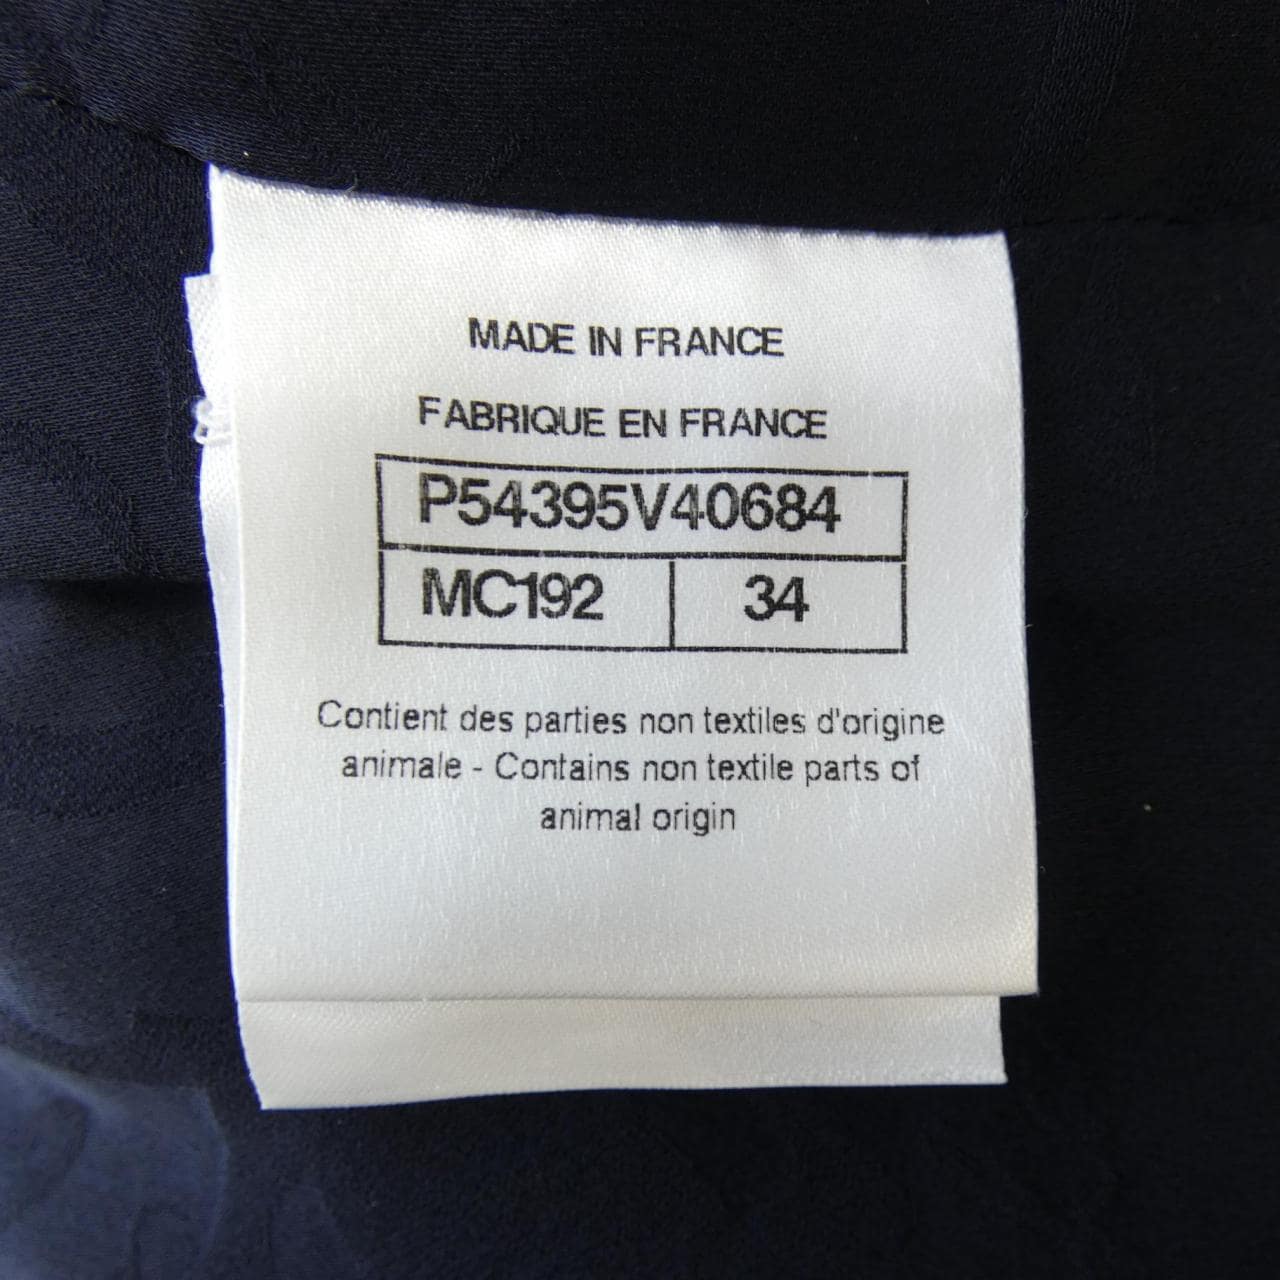 MADE IN FRANCE
FABRIQUE EN FRANCE
P54395V40684
MC192 34
Contient des parties non textiles d'origine
animale - Contains non textile parts of
animal origin